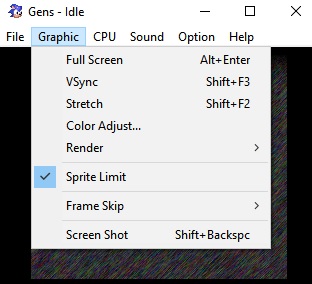 Gens - Idle
File Graphic CPU Sound Option Help
Full Screen Alt+Enter
VSync Shift+F3
Stretch Shift+F2
Color Adjust...
Render
Sprite Limit
Frame Skip
Screen Shot Shift+Backspc